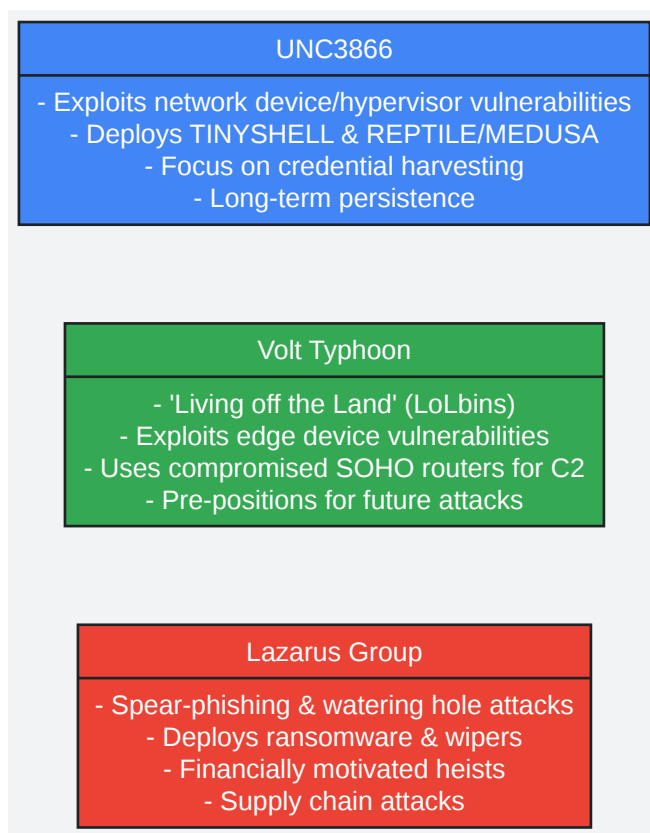 UNC3866
- Exploits network device/hypervisor vulnerabilities
- Deploys TINYSHELL & REPTILE/MEDUSA
- Focus on credential harvesting
- Long-term persistence
Volt Typhoon
- 'Living off the Land' (LoLbins)
- Exploits edge device vulnerabilities
- Uses compromised SOHO routers for C2
- Pre-positions for future attacks
Lazarus Group
- Spear-phishing & watering hole attacks
- Deploys ransomware & wipers
- Financially motivated heists
- Supply chain attacks